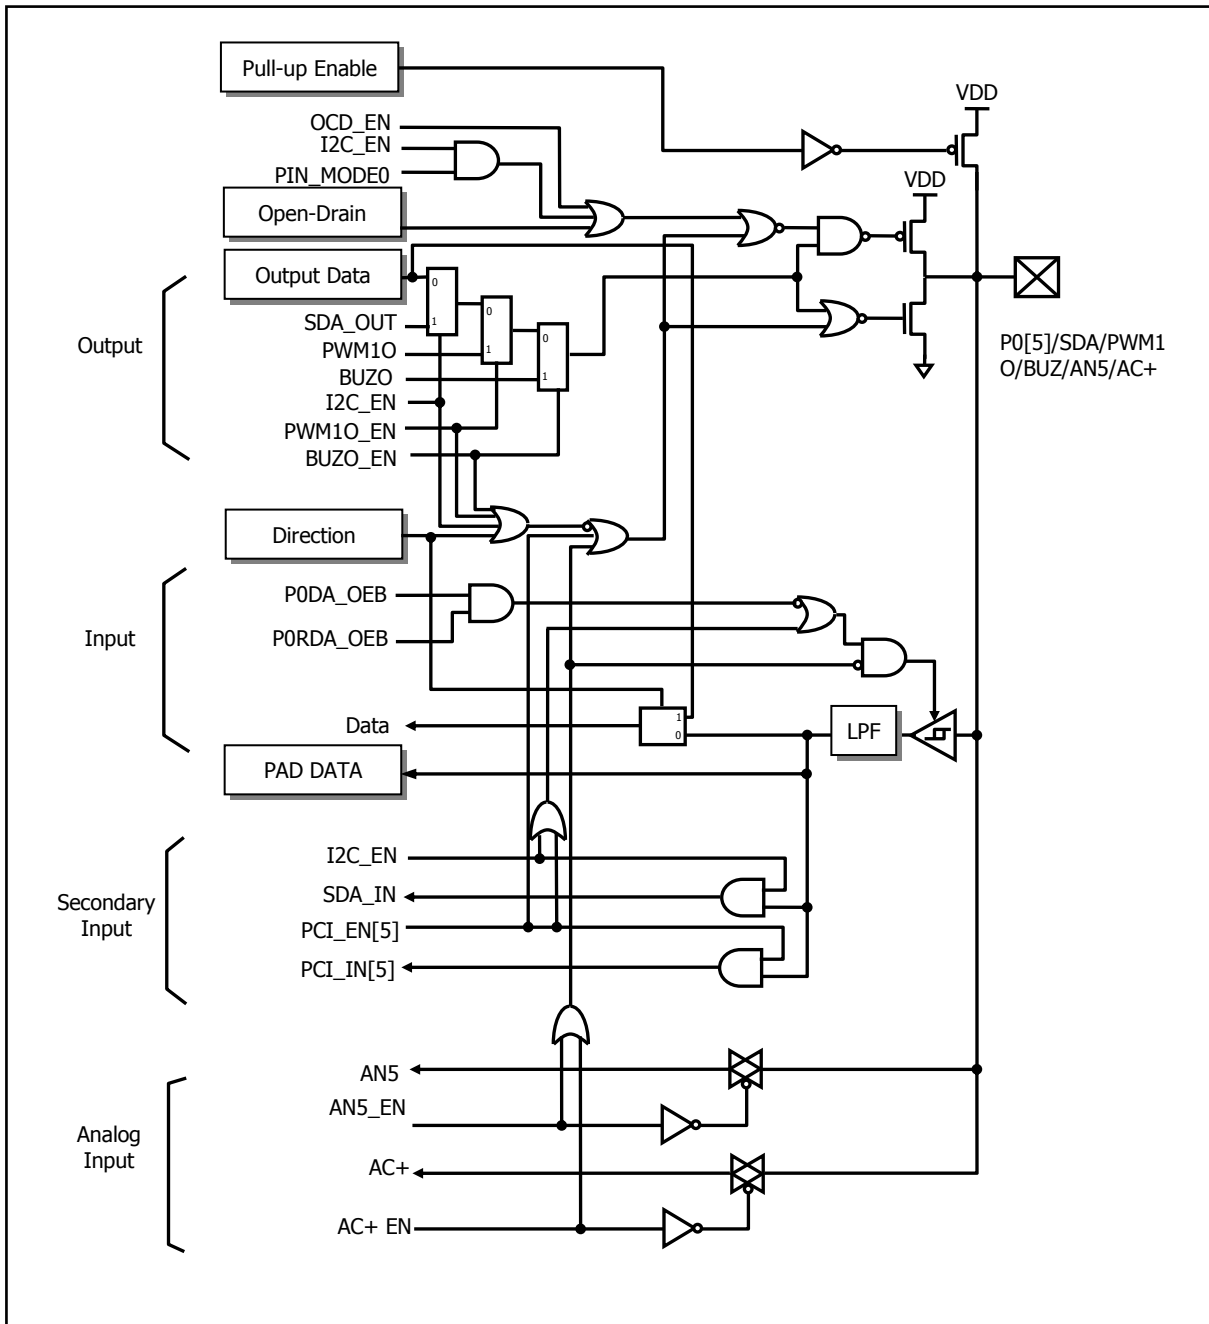 Pull-up Enable
VDD
OCD_EN
I2C_EN
PIN_MODE0
VDD
Open-Drain
Output Data
0
1
SDA_OUT
0
1
PWM1O
0
1
BUZO
Output
I2C_EN
PWM1O_EN
BUZO_EN
P0[5]/SDA/PWM1
O/BUZ/AN5/AC+
Direction
P0DA_OEB
Input
P0RDA_OEB
Data
1
0
LPF
PAD DATA
I2C_EN
SDA_IN
Secondary
Input
PCI_EN[5]
PCI_IN[5]
AN5
AN5_EN
Analog
Input
AC+
AC+ EN